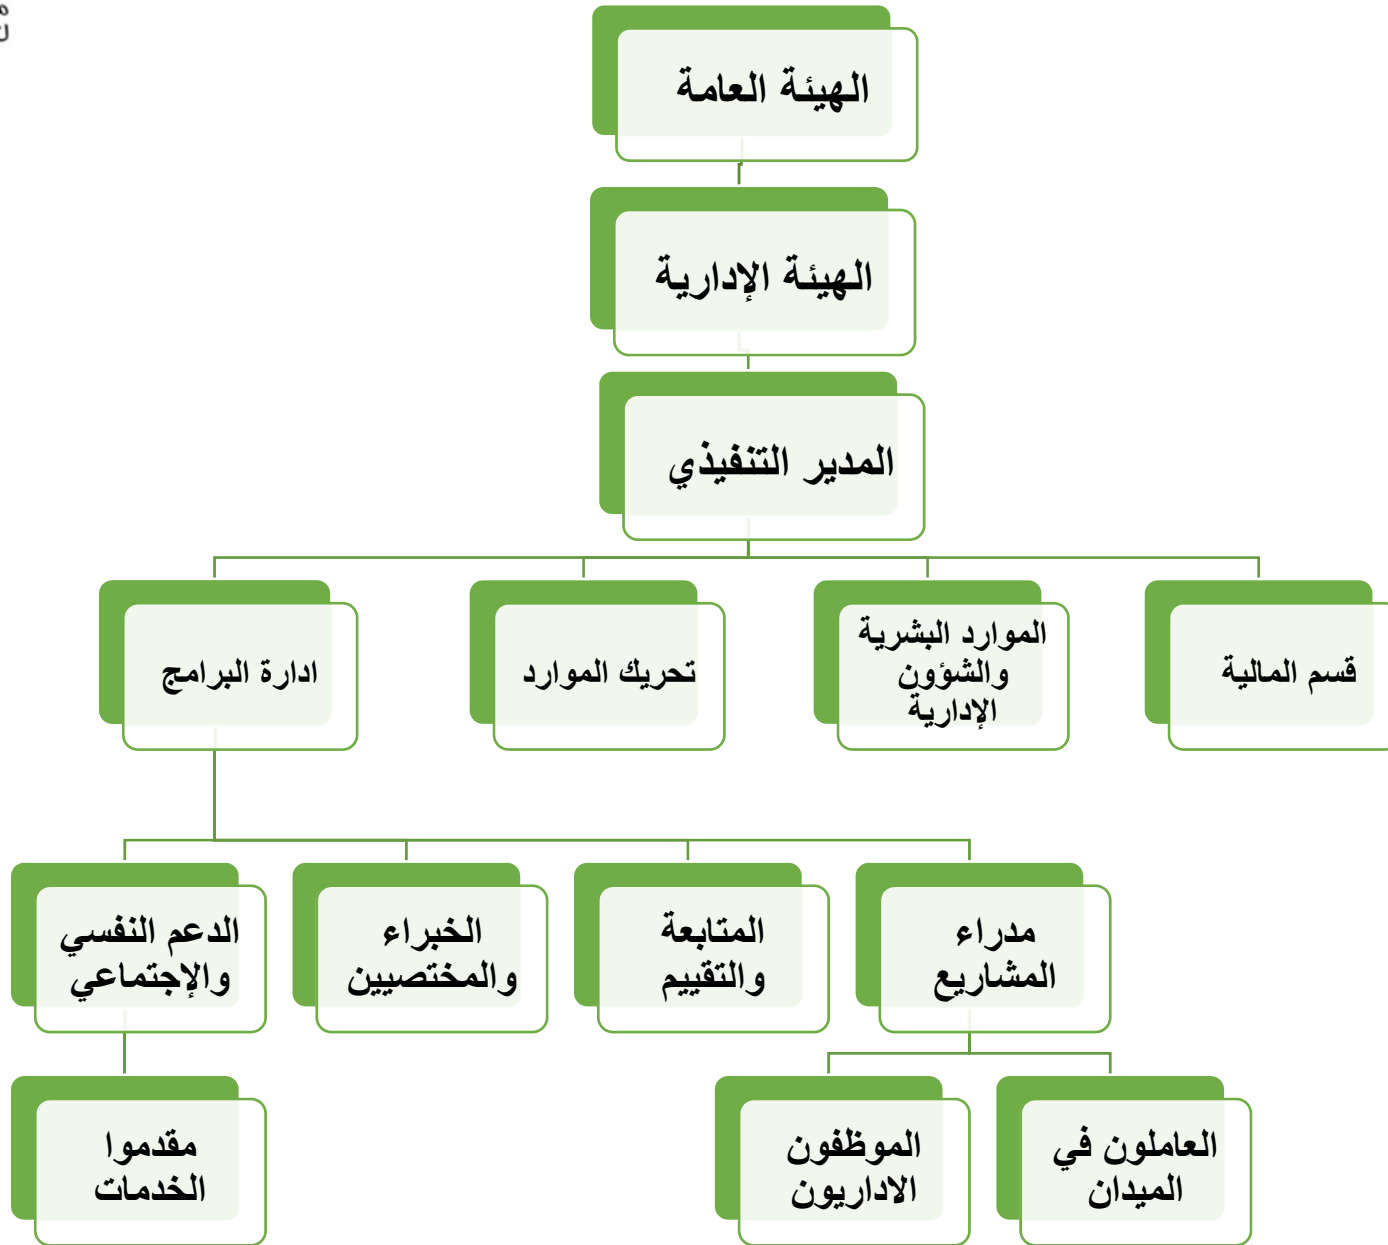 الهيئة العامة
الهيئة الإدارية
المدير التنفيذي
قسم المالية
الموارد البشرية
والشؤون
الإدارية
تحريك الموارد
ادارة البرامج
مدراء
المشاريع
المتابعة
والتقييم
الخبراء
والمختصيين
الدعم النفسي
والإجتماعي
العاملون في
الميدان
الموظفون
الاداريون
مقدموا
الخدمات